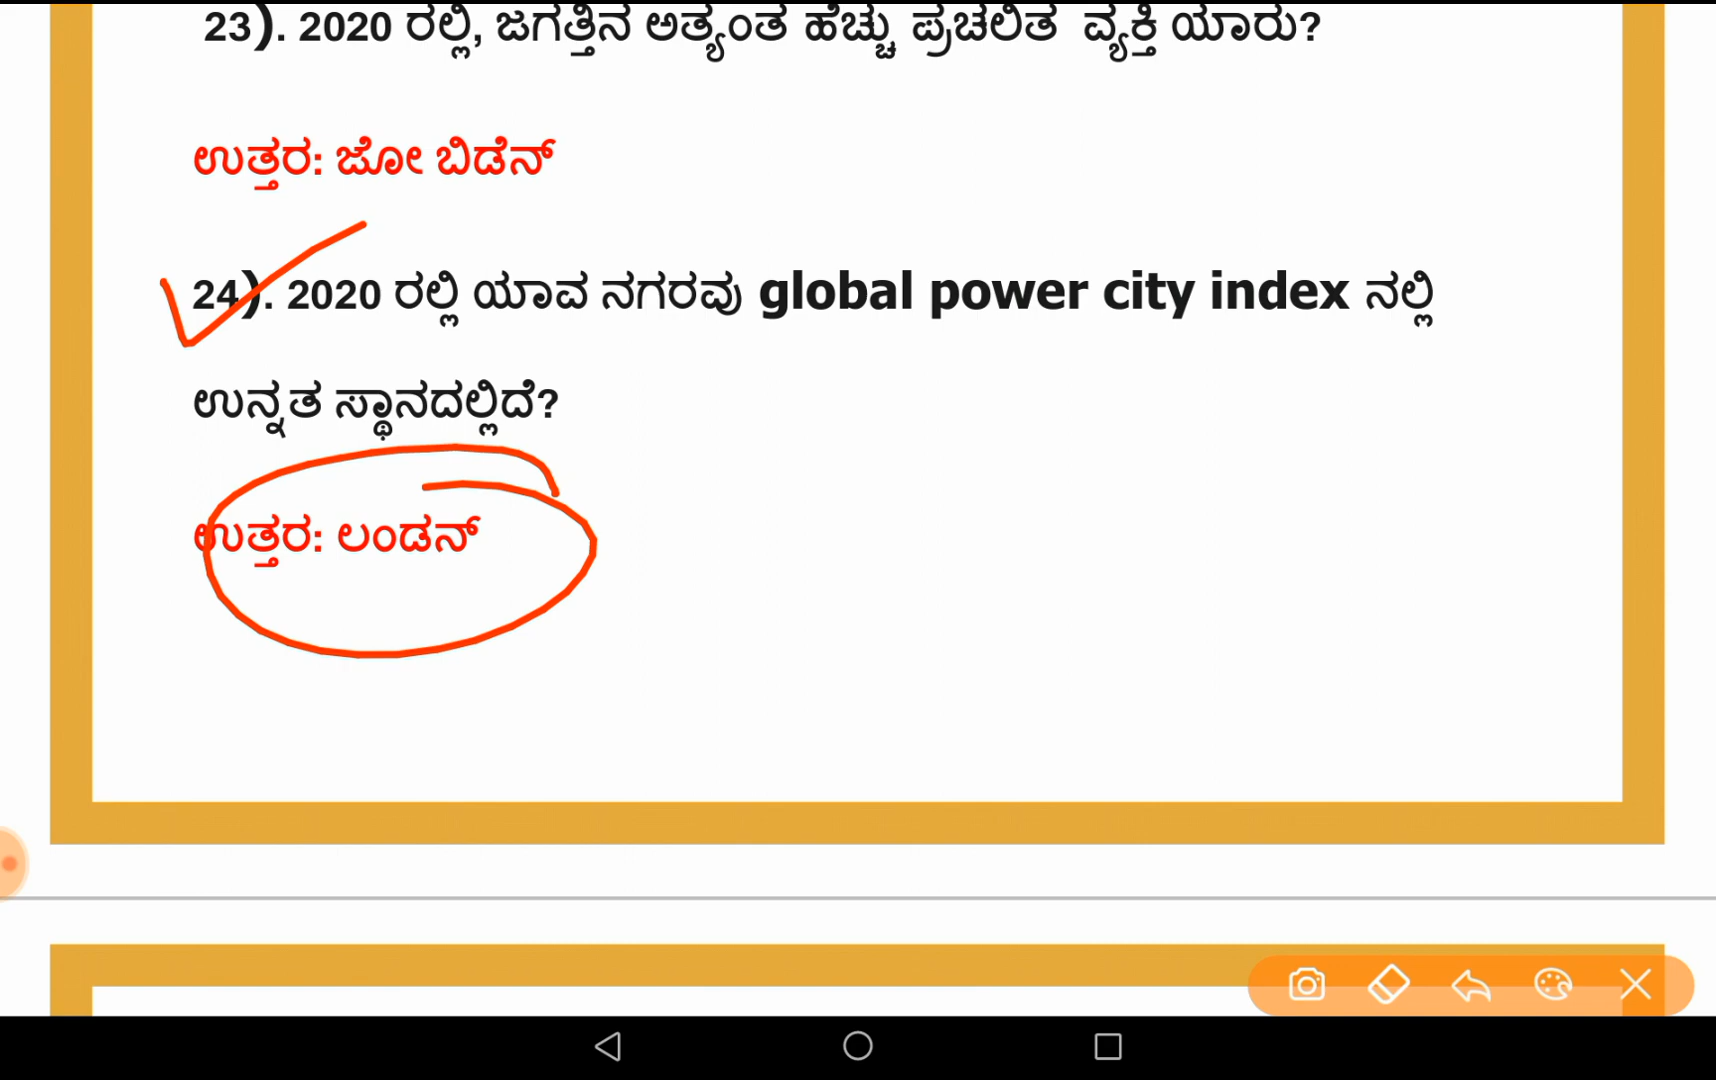 23). 2020 ರಲ್ಲಿ, ಜಗತ್ತಿನ ಅತ್ಯಂತ ಹೆಚ್ಚು ಪ್ರಚಲಿತ ವ್ಯಕ್ತಿ ಯಾರು?
ಉತ್ತರ: ಜೋ ಬಿಡೆನ್
24). 2020 ರಲ್ಲಿ ಯಾವ ನಗರವು global power city index ನಲ್ಲಿ
ಉನ್ನತ ಸ್ಥಾನದಲ್ಲಿದೆ?
ಉತ್ತರ: ಲಂಡನ್